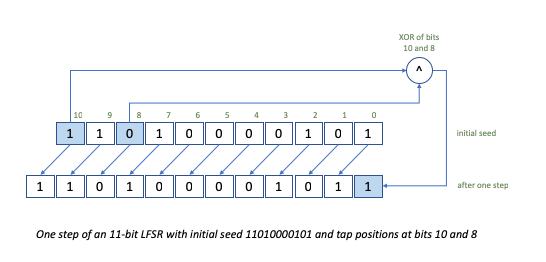 XOR of bits
10 and 8
^
10 9 8 7 6 5 4 3 2 1 0
1 1 0 1 0 0 0 0 1 0 1
initial seed
1 1 0 1 0 0 0 0 1 0 1 1
after one step
One step of an 11-bit LFSR with initial seed 11010000101 and tap positions at bits 10 and 8